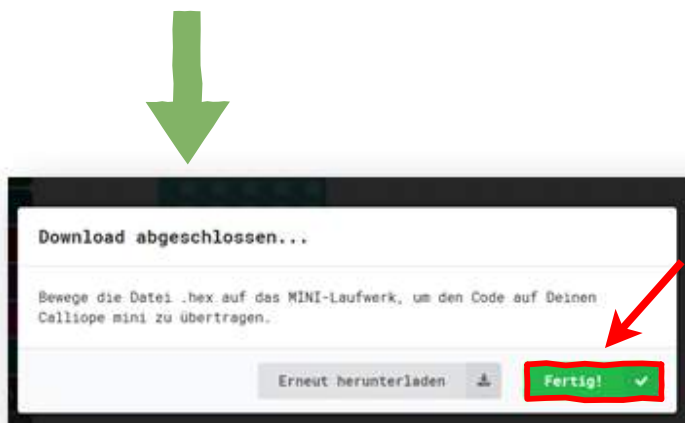 Download abgeschlossen...
Bewege die Datei .hex auf das MINI-Laufwerk, um den Code auf Deinen
Calliope mini zu übertragen.
Erneut herunterladen
Fertig!